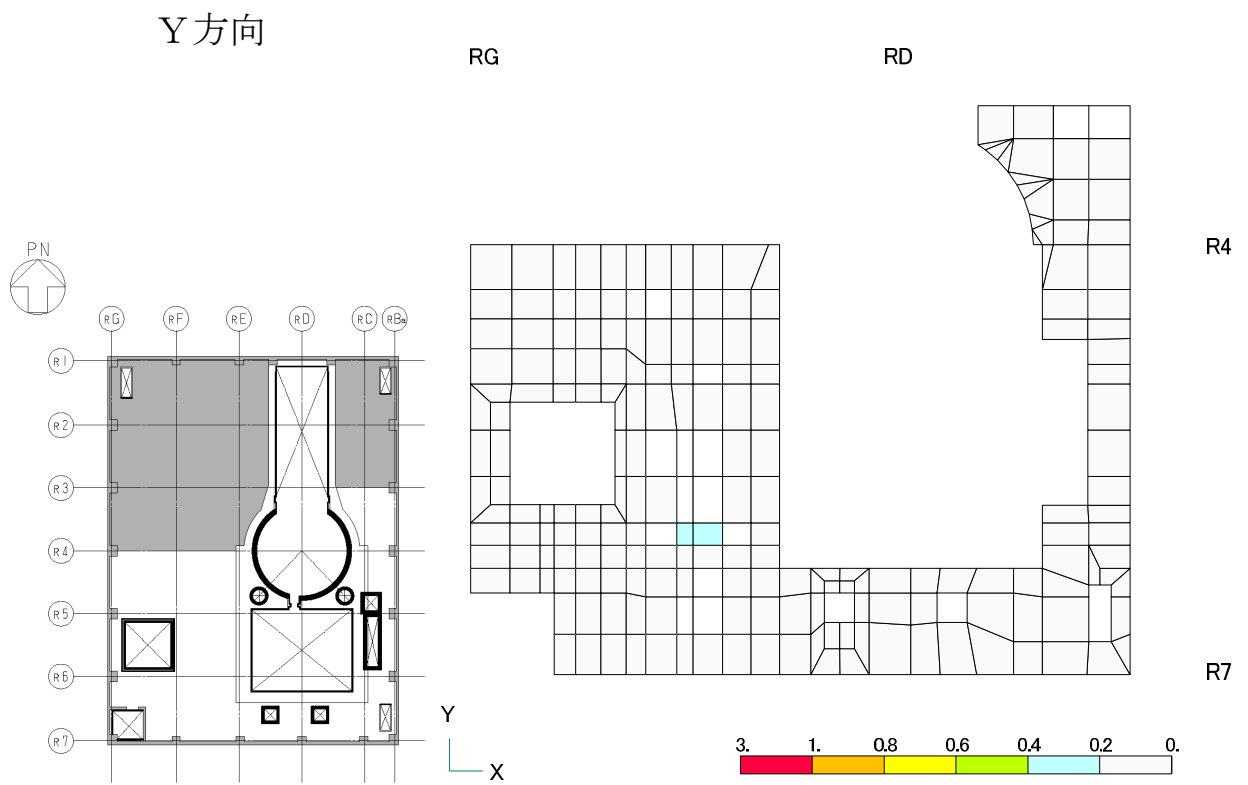 Y方向
RG RD
PN
R4
RG RF RE RD RC RBa
R1
R2
R3
R4
R5
R6
R7
R7
Y
X
3. 1. 0.8 0.6 0.4 0.2 0.